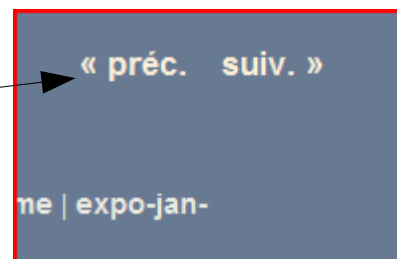 « préc. suiv. »
me | expo-jan-